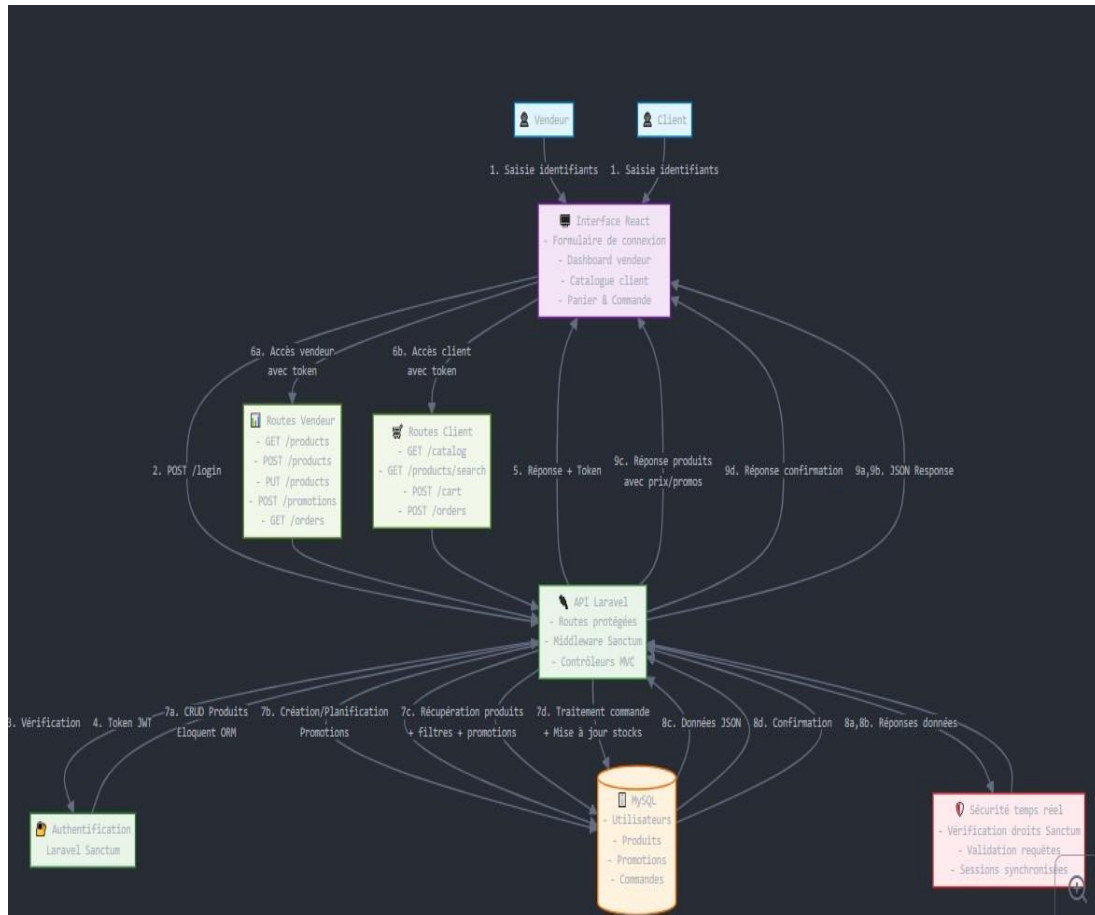 Vendeur
Client
1. Saisie identifiants
1. Saisie identifiants
Interface React
- Formulaire de connexion
- Dashboard vendeur
- Catalogue client
- Panier & Commande
6a. Accès vendeur
avec token
6b. Accès client
avec token
Routes Vendeur
- GET /products
- POST /products
- PUT /products
- POST /promotions
- GET /orders
Routes Client
- GET /catalog
- GET /products/search
- POST /cart
- POST /orders
2. POST /login
5. Réponse + Token
9c. Réponse produits
avec prix/promos
9d. Réponse confirmation
9a,9b. JSON Response
API Laravel
- Routes protégées
- Middleware Sanctum
- Contrôleurs MVC
3. Vérification
4. Token JWT
7a. CRUD Produits
Eloquent ORM
7b. Création/Planification
Promotions
7c. Récupération produits
+ filtres + promotions
7d. Traitement commande
+ Mise à jour stocks
8c. Données JSON
8d. Confirmation
8a,8b. Réponses données
Authentification
Laravel Sanctum
MySQL
- Utilisateurs
- Produits
- Promotions
- Commandes
Sécurité temps réel
- Vérification droits Sanctum
- Validation requêtes
- Sessions synchronisées